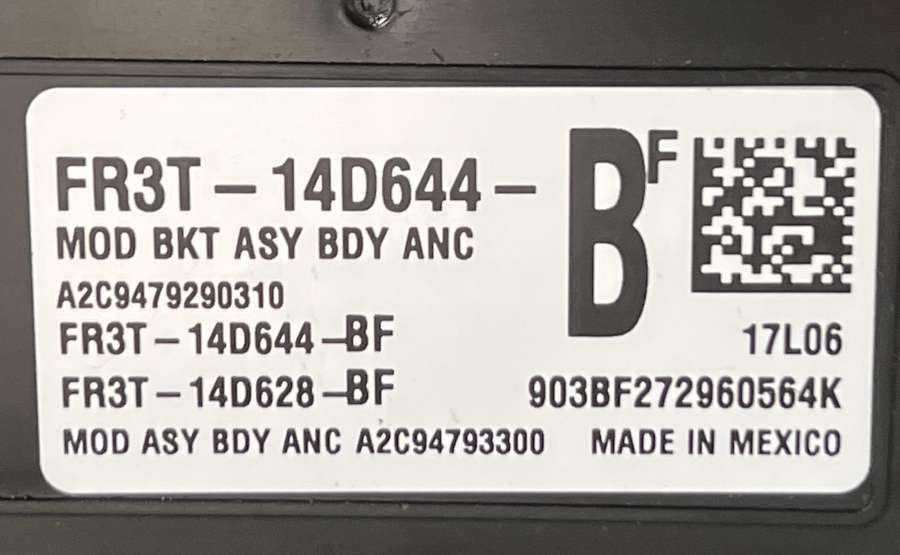 FR3T-14D644-BF
MOD BKT ASY BDY ANC
A2C9479290310
FR3T-14D644-BF 17L06
FR3T-14D628-BF 903BF272960564K
MOD ASY BDY ANC A2C94793300 MADE IN MEXICO